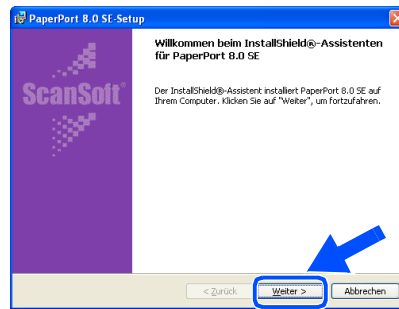 PaperPort 8.0 SE-Setup
Willkommen beim InstallShield®-Assistenten
für PaperPort 8.0 SE
ScanSoft®
Der InstallShield®-Assistent installiert PaperPort 8.0 SE auf
Ihrem Computer. Klicken Sie auf "Weiter", um fortzufahren.
< Zurück
Weiter >
Abbrechen